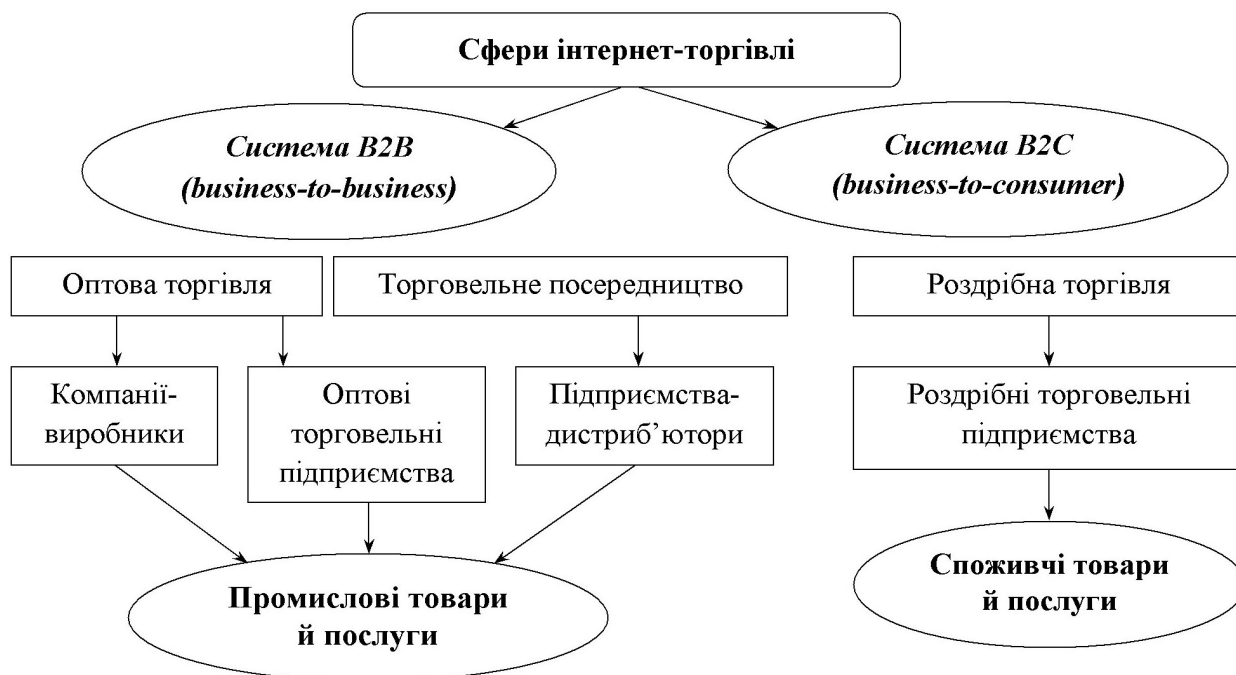 Сфери інтернет-торгівлі
Система B2B
(business-to-business)
Система B2C
(business-to-consumer)
Оптова торгівля
Торговельне посередництво
Роздрібна торгівля
Компанії-
виробники
Оптові
торговельні
підприємства
Підприємства-
дистриб’ютори
Роздрібні торговельні
підприємства
Промислові товари
й послуги
Споживчі товари
й послуги